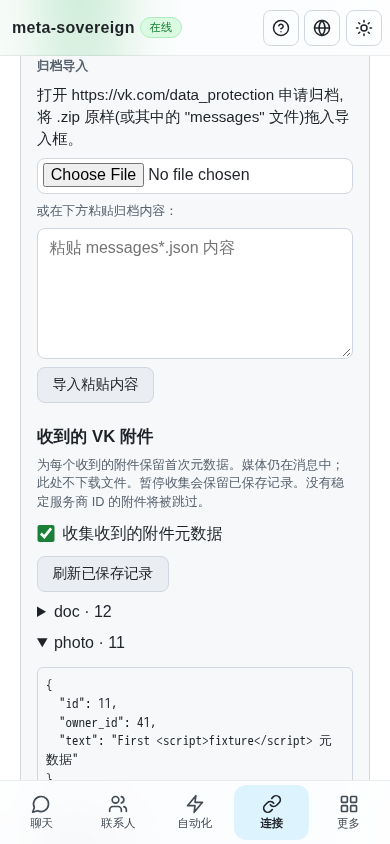 meta-sovereign 在线
归档导入
打开 https://vk.com/data_protection 申请归档,
将 .zip 原样(或其中的 "messages" 文件)拖入导
入框。
Choose File No file chosen
或在下方粘贴归档内容：
粘贴 messages*.json 内容
导入粘贴内容
收到的 VK 附件
为每个收到的附件保留首次元数据。媒体仍在消息中；
此处不下载文件。暂停收集会保留已保存记录。没有稳
定服务商 ID 的附件将被跳过。
收集收到的附件元数据
刷新已保存记录
doc · 12
photo · 11
{
"id": 11,
"owner_id": 41,
"text": "First <script>fixture</script> 元
数据"
}
聊天 联系人 自动化 连接 更多